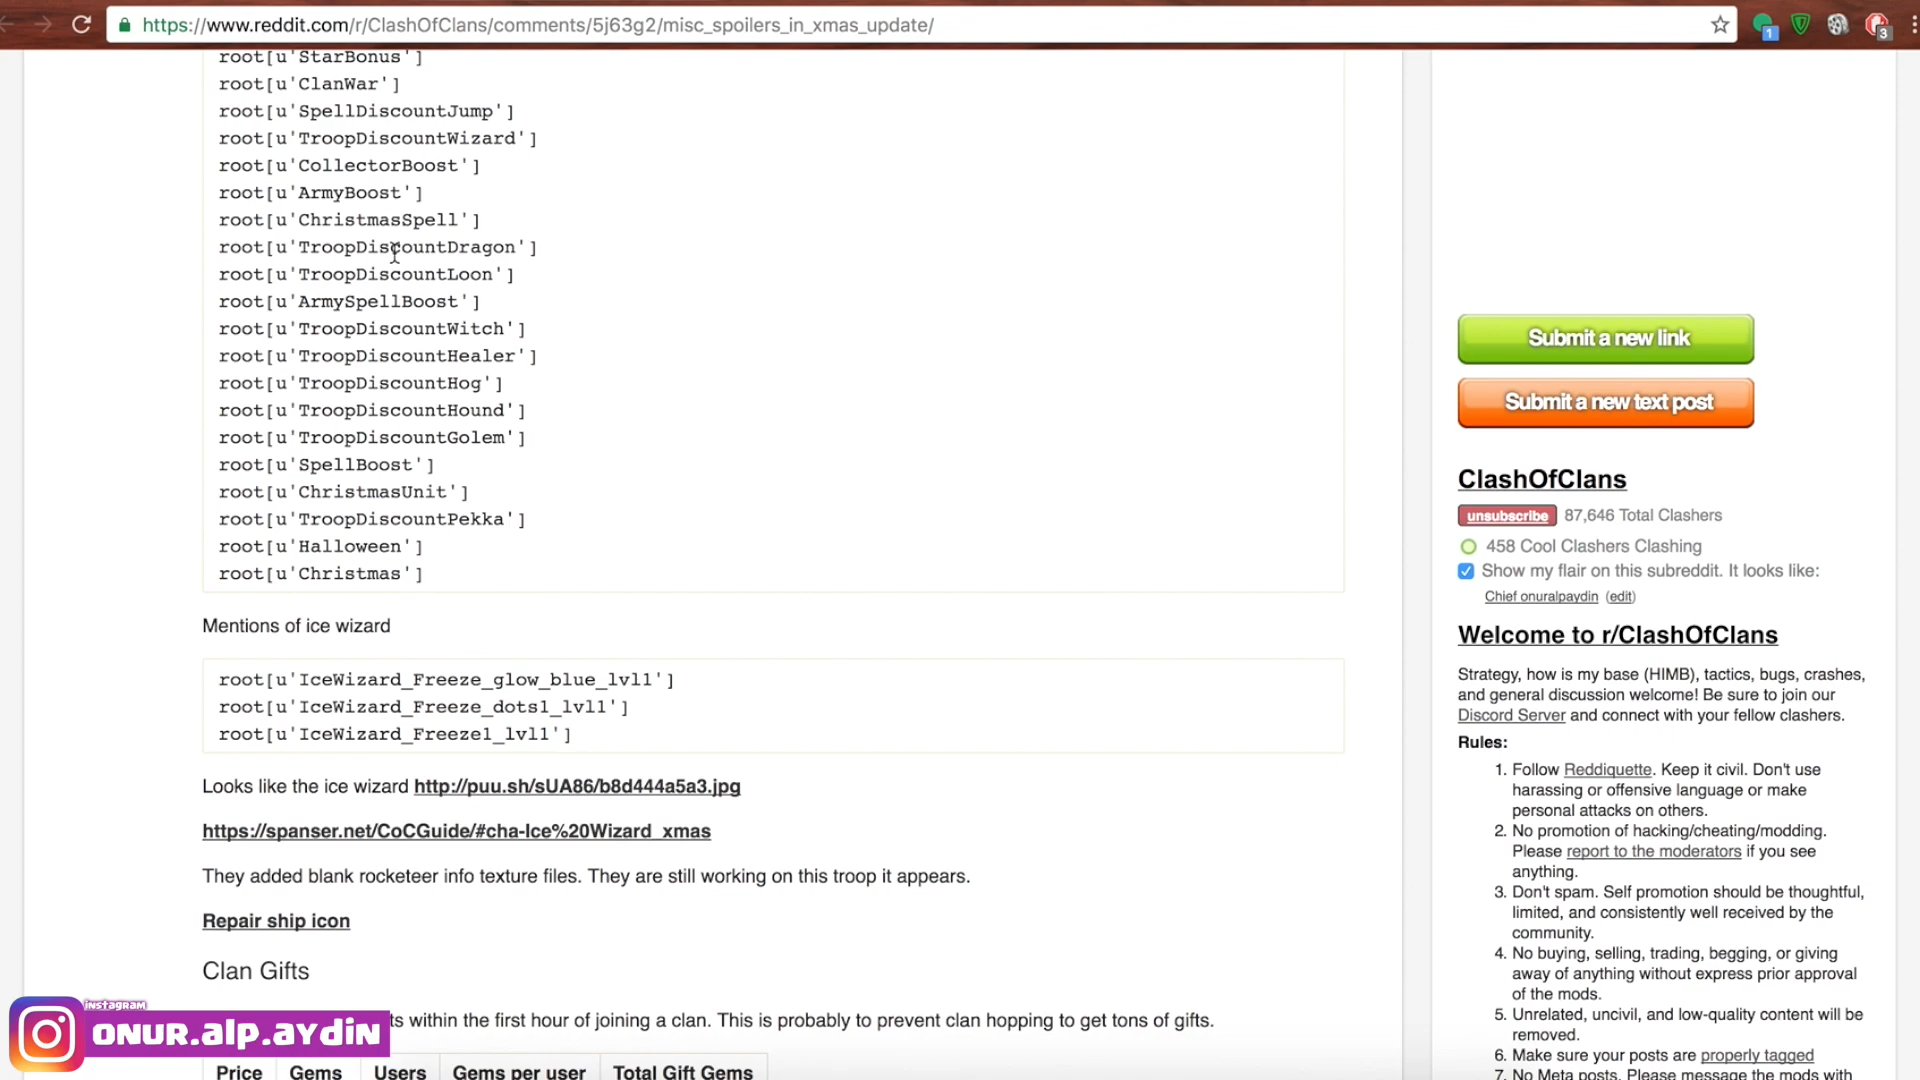 https://www.reddit.com/r/ClashOfClans/comments/5j63g2/misc_spoilers_in_xmas_update/
1
3
root[u'StarBonus']
root[u'ClanWar']
root[u'SpellDiscountJump']
root[u'TroopDiscountWizard']
root[u'CollectorBoost']
root[u'ArmyBoost']
root[u'ChristmasSpell']
root[u'TroopDiscountDragon']
root[u'TroopDiscountLoon']
root[u'ArmySpellBoost']
root[u'TroopDiscountWitch']
root[u'TroopDiscountHealer']
root[u'TroopDiscountHog']
root[u'TroopDiscountHound']
root[u'TroopDiscountGolem']
root[u'SpellBoost']
root[u'ChristmasUnit']
root[u'TroopDiscountPekka']
root[u'Halloween']
root[u'Christmas']
Mentions of ice wizard
root[u'IceWizard_Freeze_glow_blue_lvl1']
root[u'IceWizard_Freeze_dots1_lvl1']
root[u'IceWizard_Freeze1_lvl1']
Looks like the ice wizard http://puu.sh/sUA86/b8d444a5a3.jpg
https://spanser.net/CoCGuide/#cha-Ice%20Wizard_xmas
They added blank rocketeer info texture files. They are still working on this troop it appears.
Repair ship icon
Clan Gifts
ts within the first hour of joining a clan. This is probably to prevent clan hopping to get tons of gifts.
Price Gems Users Gems per user Total Gift Gems
instagram
onur.alp.aydin
Submit a new link
Submit a new text post
ClashOfClans
unsubscribe 87,646 Total Clashers
458 Cool Clashers Clashing
Show my flair on this subreddit. It looks like:
Chief onuralpaydin (edit)
Welcome to r/ClashOfClans
Strategy, how is my base (HIMB), tactics, bugs, crashes,
and general discussion welcome! Be sure to join our
Discord Server and connect with your fellow clashers.
Rules:
1. Follow Reddiquette. Keep it civil. Don't use
harassing or offensive language or make
personal attacks on others.
2. No promotion of hacking/cheating/modding.
Please report to the moderators if you see
anything.
3. Don't spam. Self promotion should be thoughtful,
limited, and consistently well received by the
community.
4. No buying, selling, trading, begging, or giving
away of anything without express prior approval
of the mods.
5. Unrelated, uncivil, and low-quality content will be
removed.
6. Make sure your posts are properly tagged
7. No Meta posts. Please message the mods with